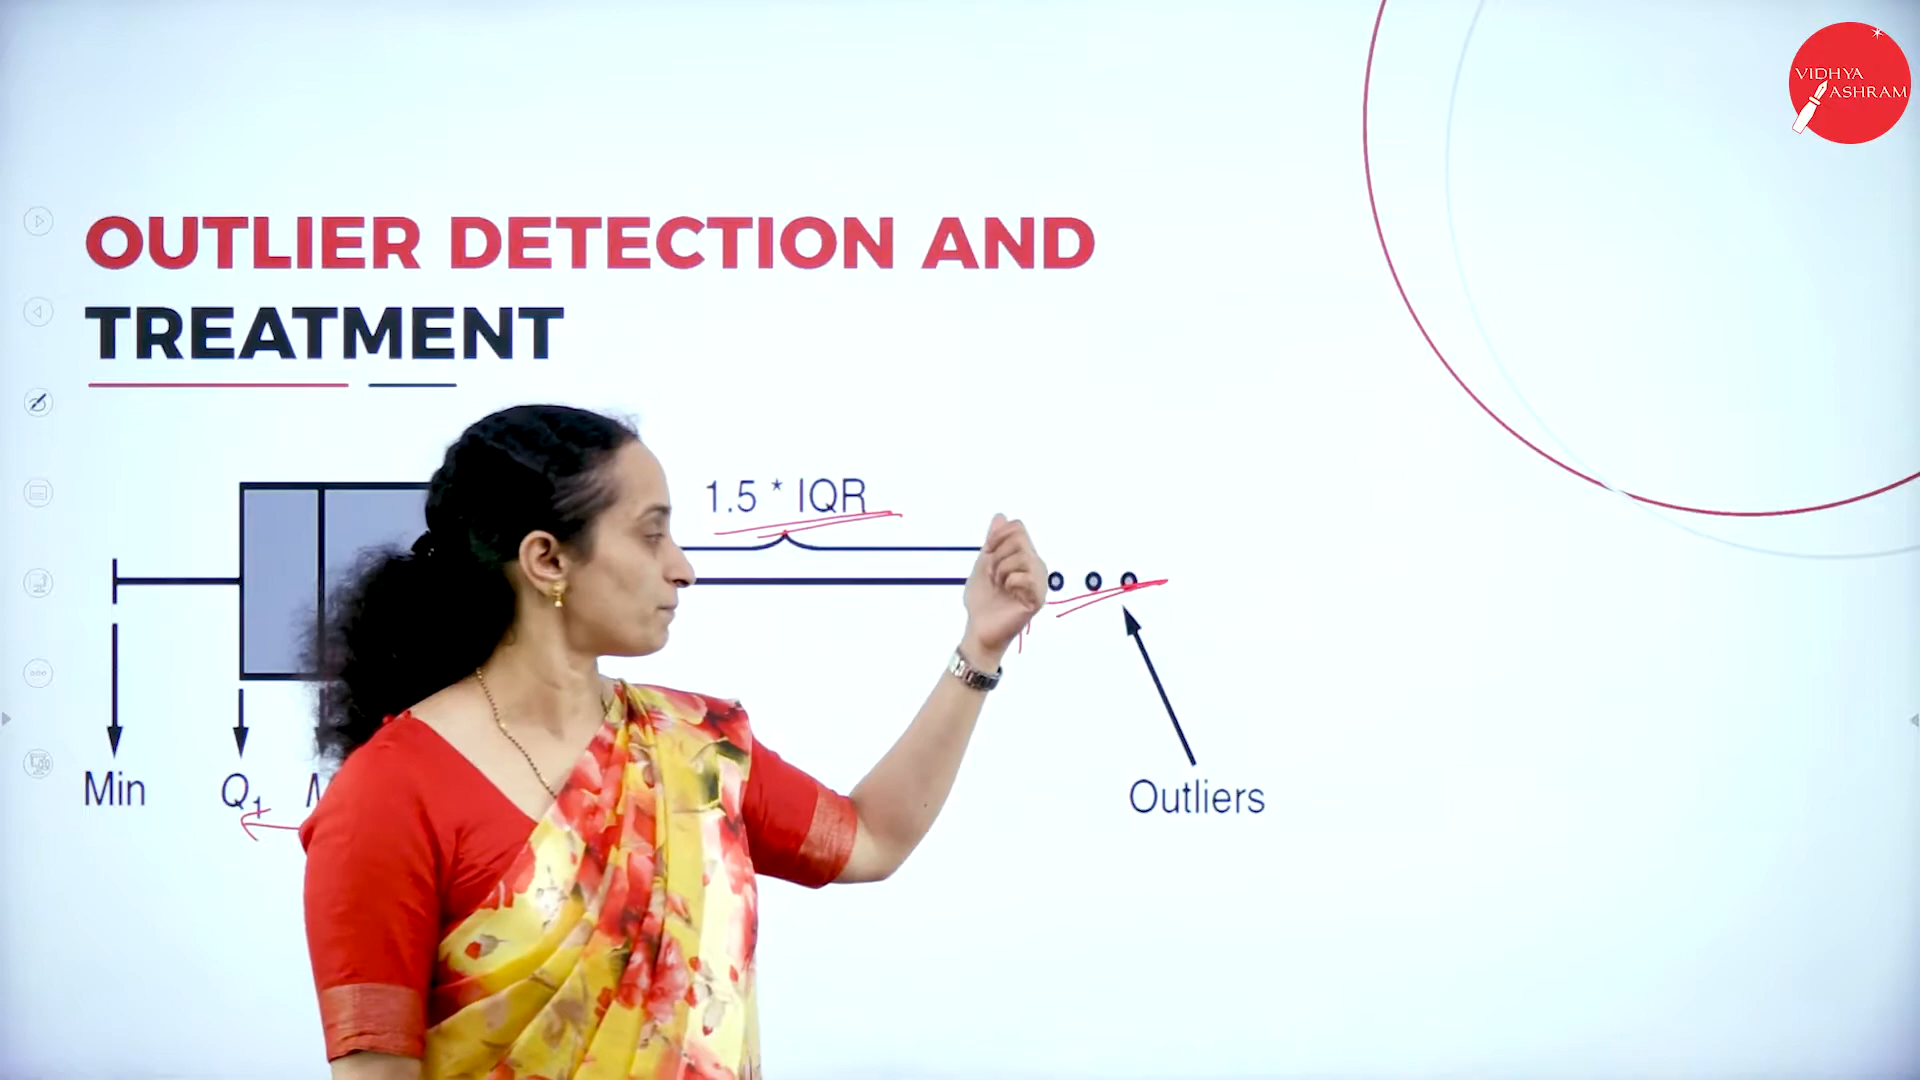 VIDHYA
ASHRAM
OUTLIER DETECTION AND
TREATMENT
1.5 * IQR
Min
Q1
Outliers